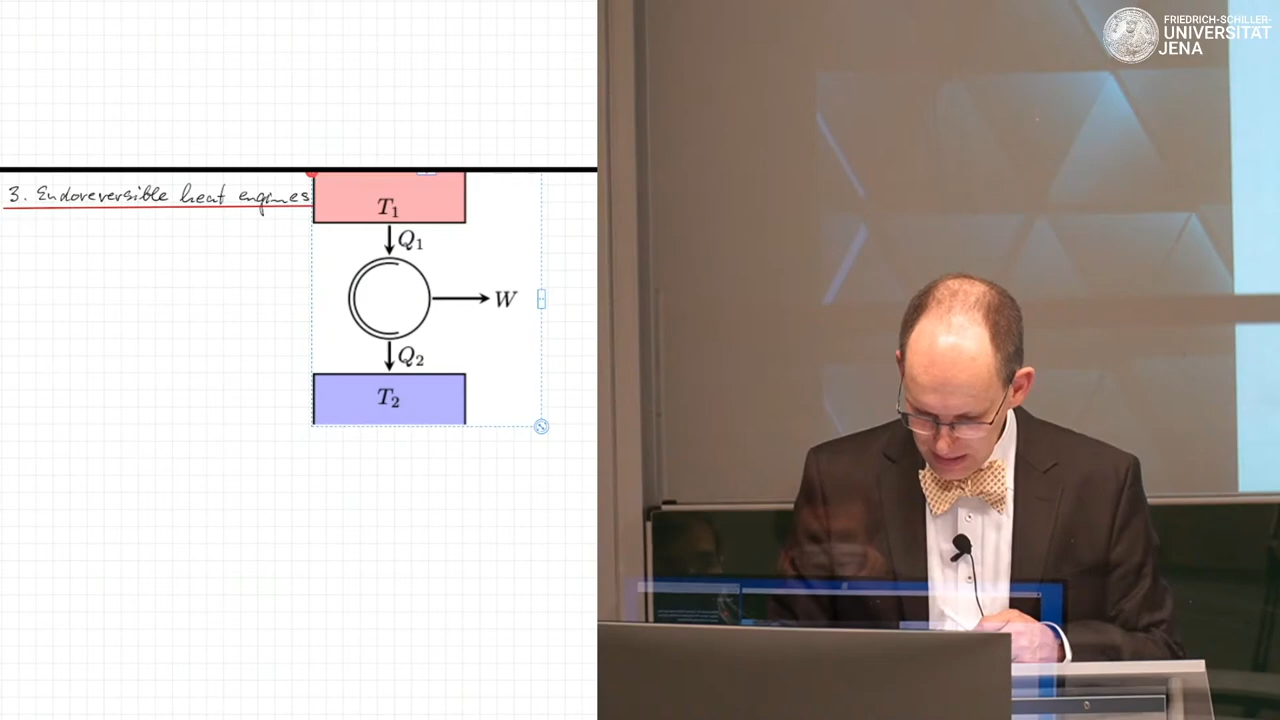 3. Endoreversible heat engines
T₁
Q₁
W
Q₂
T₂
FRIEDRICH-SCHILLER-
UNIVERSITÄT
JENA